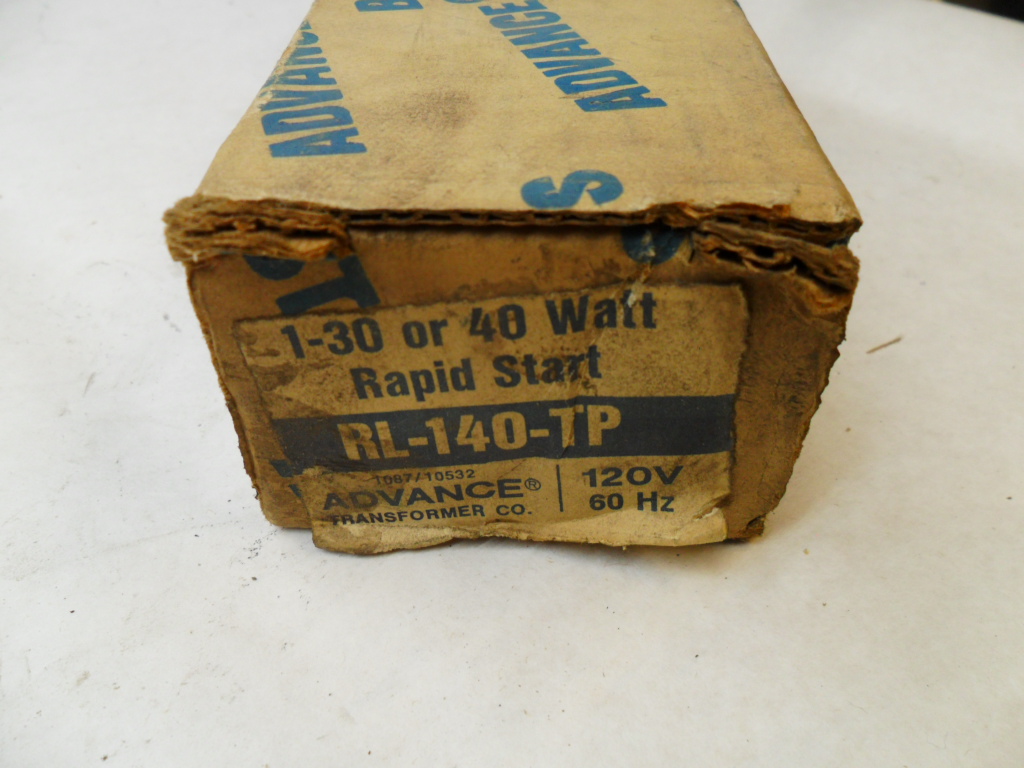 ADVANCE
B
ADVANCE
S
1-30 or 40 Watt
Rapid Start
RL-140-TP
1087/10532
ADVANCE®
TRANSFORMER CO.
120V
60 Hz